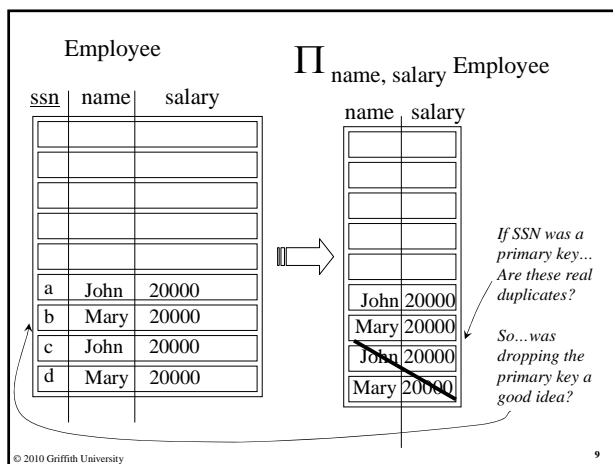 Employee
Π name, salary Employee
ssn name salary
name salary
a John 20000
b Mary 20000
c John 20000
d Mary 20000
John 20000
Mary 20000
John 20000
Mary 20000
If SSN was a
primary key…
Are these real
duplicates?
So…was
dropping the
primary key a
good idea?
© 2010 Griffith University
9